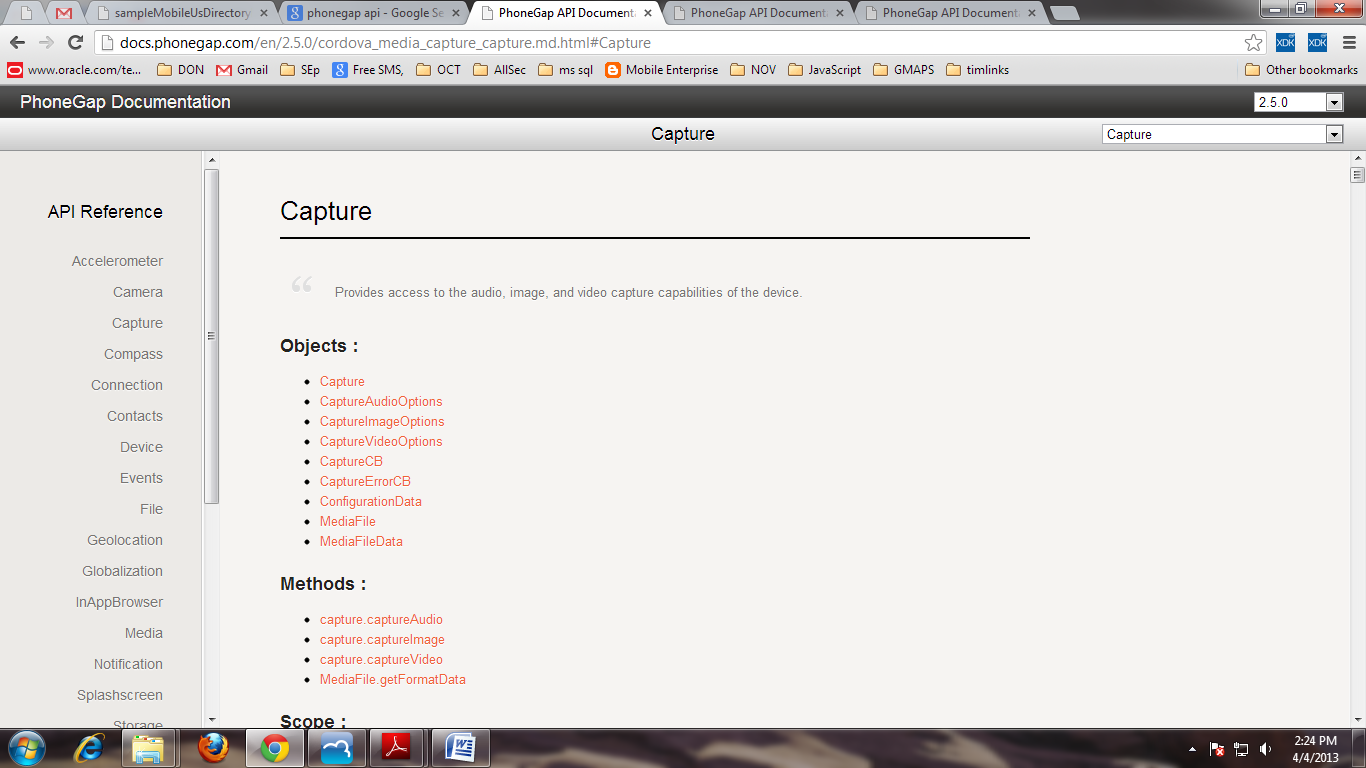 sampleMobileUsDirectory
phonegap api - Google Se
PhoneGap API Documenta
PhoneGap API Documenta
PhoneGap API Documenta
docs.phonegap.com/en/2.5.0/cordova_media_capture_capture.md.html#Capture
XDK XDK
www.oracle.com/te... DON Gmail SEp Free SMS, OCT AllSec ms sql Mobile Enterprise NOV JavaScript GMAPS timlinks Other bookmarks
PhoneGap Documentation
2.5.0
Capture
Capture
API Reference
Accelerometer
Camera
Capture
Compass
Connection
Contacts
Device
Events
File
Geolocation
Globalization
InAppBrowser
Media
Notification
Splashscreen
Storage
Capture
“ Provides access to the audio, image, and video capture capabilities of the device.
Objects :
• Capture
• CaptureAudioOptions
• CaptureImageOptions
• CaptureVideoOptions
• CaptureCB
• CaptureErrorCB
• ConfigurationData
• MediaFile
• MediaFileData
Methods :
• capture.captureAudio
• capture.captureImage
• capture.captureVideo
• MediaFile.getFormatData
Scope :
2:24 PM
4/4/2013